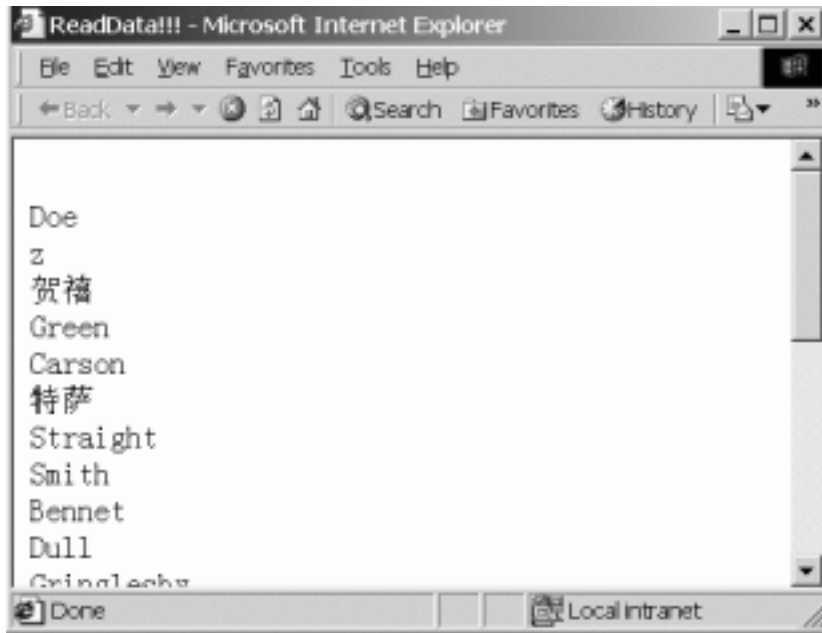 ReadData!!! - Microsoft Internet Explorer
File Edit View Favorites Tools Help
Back Search Favorites History »
Doe
z
贺禧
Green
Carson
特萨
Straight
Smith
Bennet
Dull
Gringlesby
Done Local intranet